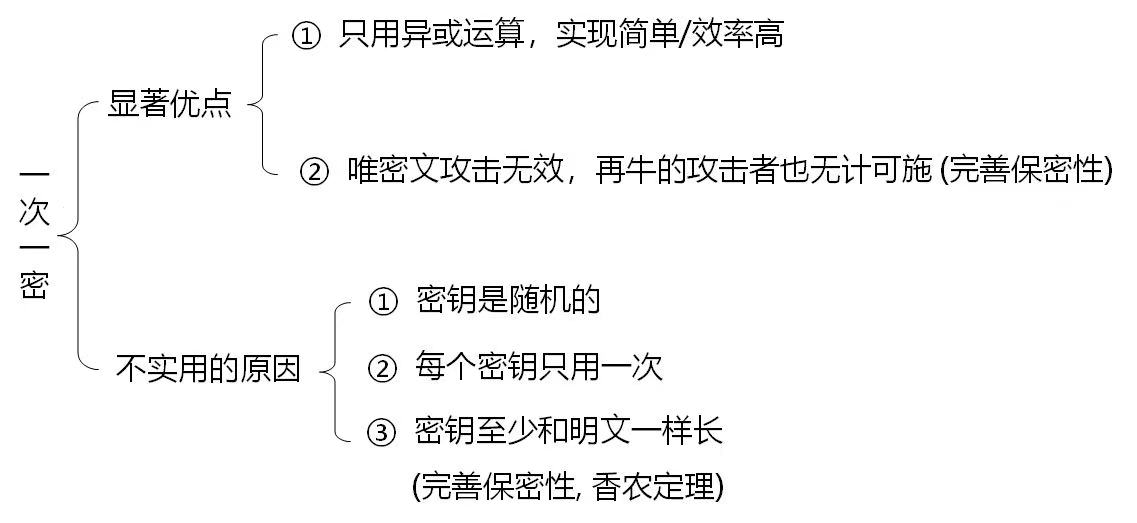 一次一密
显著优点
① 只用异或运算，实现简单/效率高
② 唯密文攻击无效，再牛的攻击者也无计可施 (完善保密性)
不实用的原因
① 密钥是随机的
② 每个密钥只用一次
③ 密钥至少和明文一样长
(完善保密性, 香农定理)